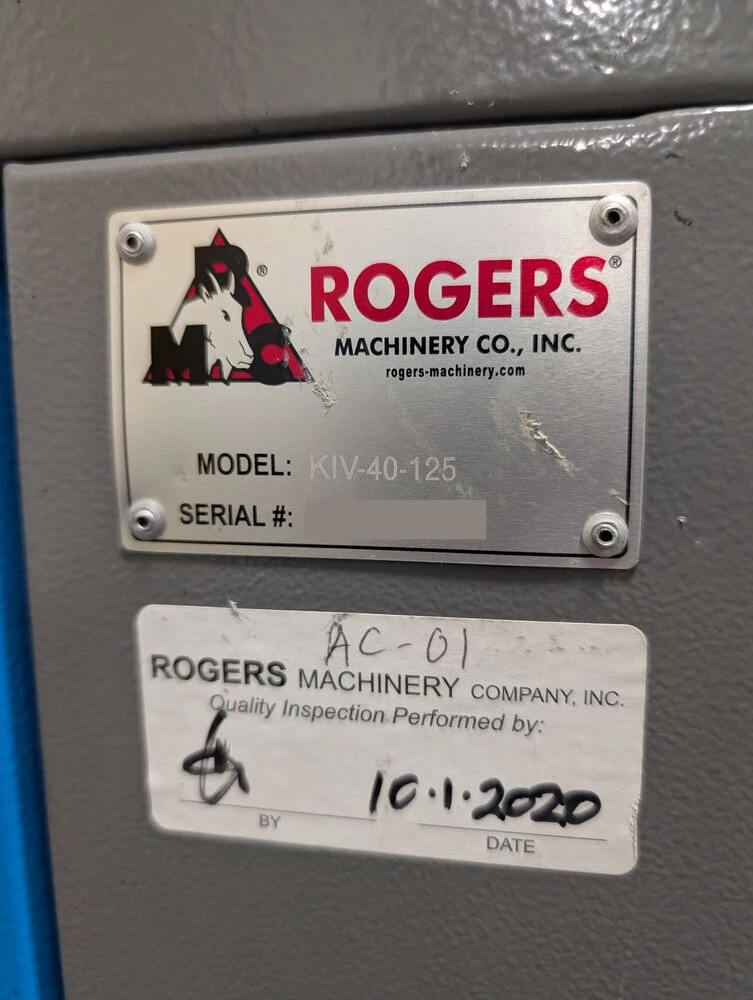 R
M C ®
ROGERS®
MACHINERY CO., INC.
rogers-machinery.com
MODEL: KIV-40-125
SERIAL #:
AC-01
ROGERS MACHINERY COMPANY, INC.
Quality Inspection Performed by:
10.1.2020
BY
DATE